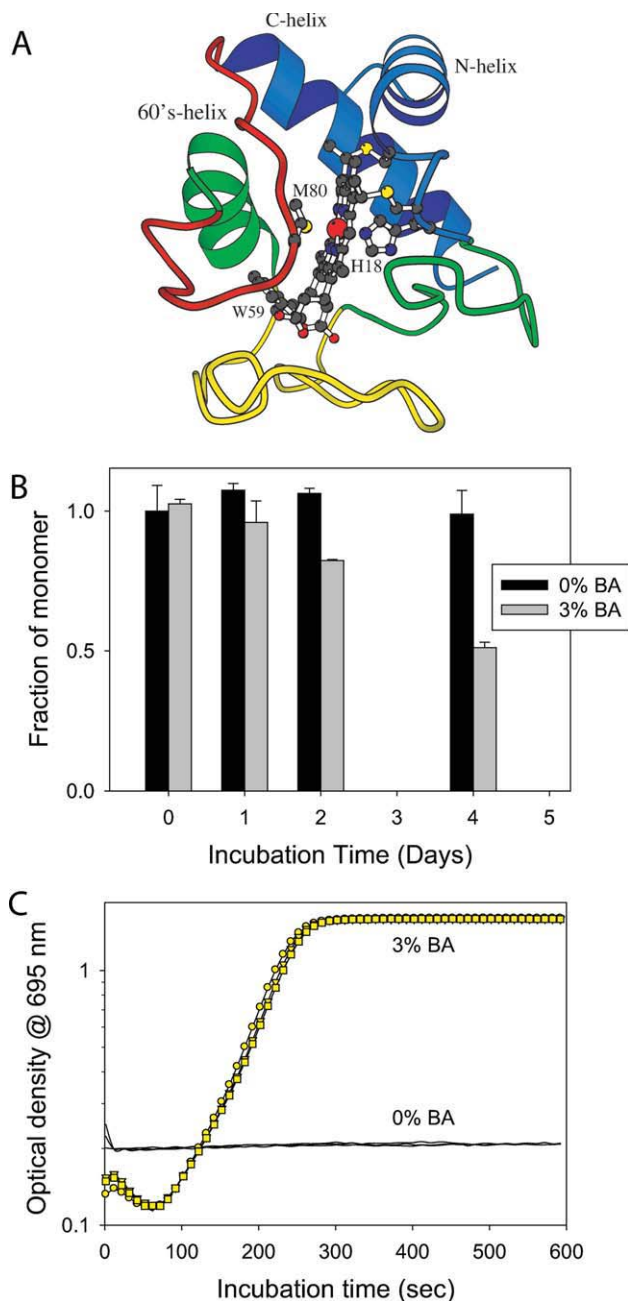 A
C-helix
N-helix
60's-helix
M80
H18
W59
B
Fraction of monomer
1.0
0.5
0.0
0% BA
3% BA
0 1 2 3 4 5
Incubation Time (Days)
C
Optical density @ 695 nm
1
0.1
3% BA
0% BA
0 100 200 300 400 500 600
Incubation time (sec)